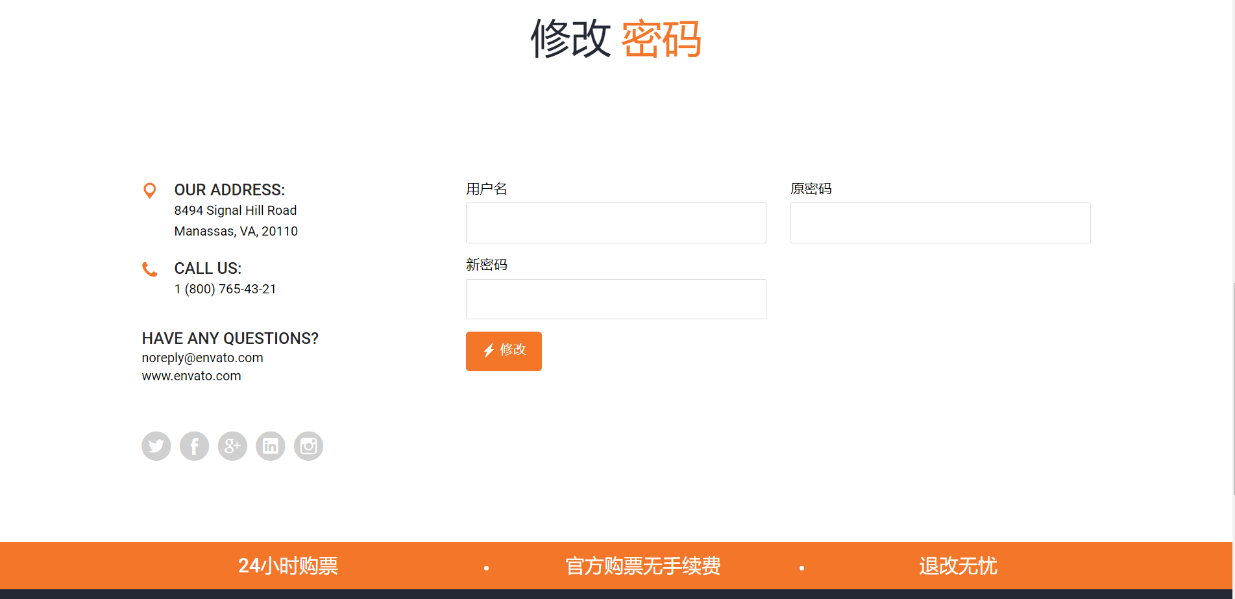 修改 密码
OUR ADDRESS:
8494 Signal Hill Road
Manassas, VA, 20110
CALL US:
1 (800) 765-43-21
HAVE ANY QUESTIONS?
noreply@envato.com
www.envato.com
用户名
原密码
新密码
修改
24小时购票 • 官方购票无手续费 • 退改无忧